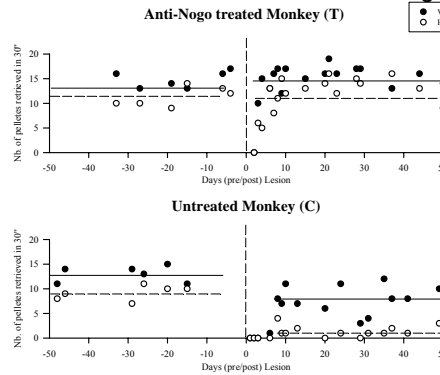 Anti-Nogo treated Monkey (T)
Nb. of pelletes retrieved in 30"
20
15
10
5
0
-50 -40 -30 -20 -10 0 10 20 30 40 50
Days (pre/post) Lesion
Untreated Monkey (C)
Nb. of pelletes retrieved in 30"
20
15
10
5
0
-50 -40 -30 -20 -10 0 10 20 30 40 50
Days (pre/post) Lesion